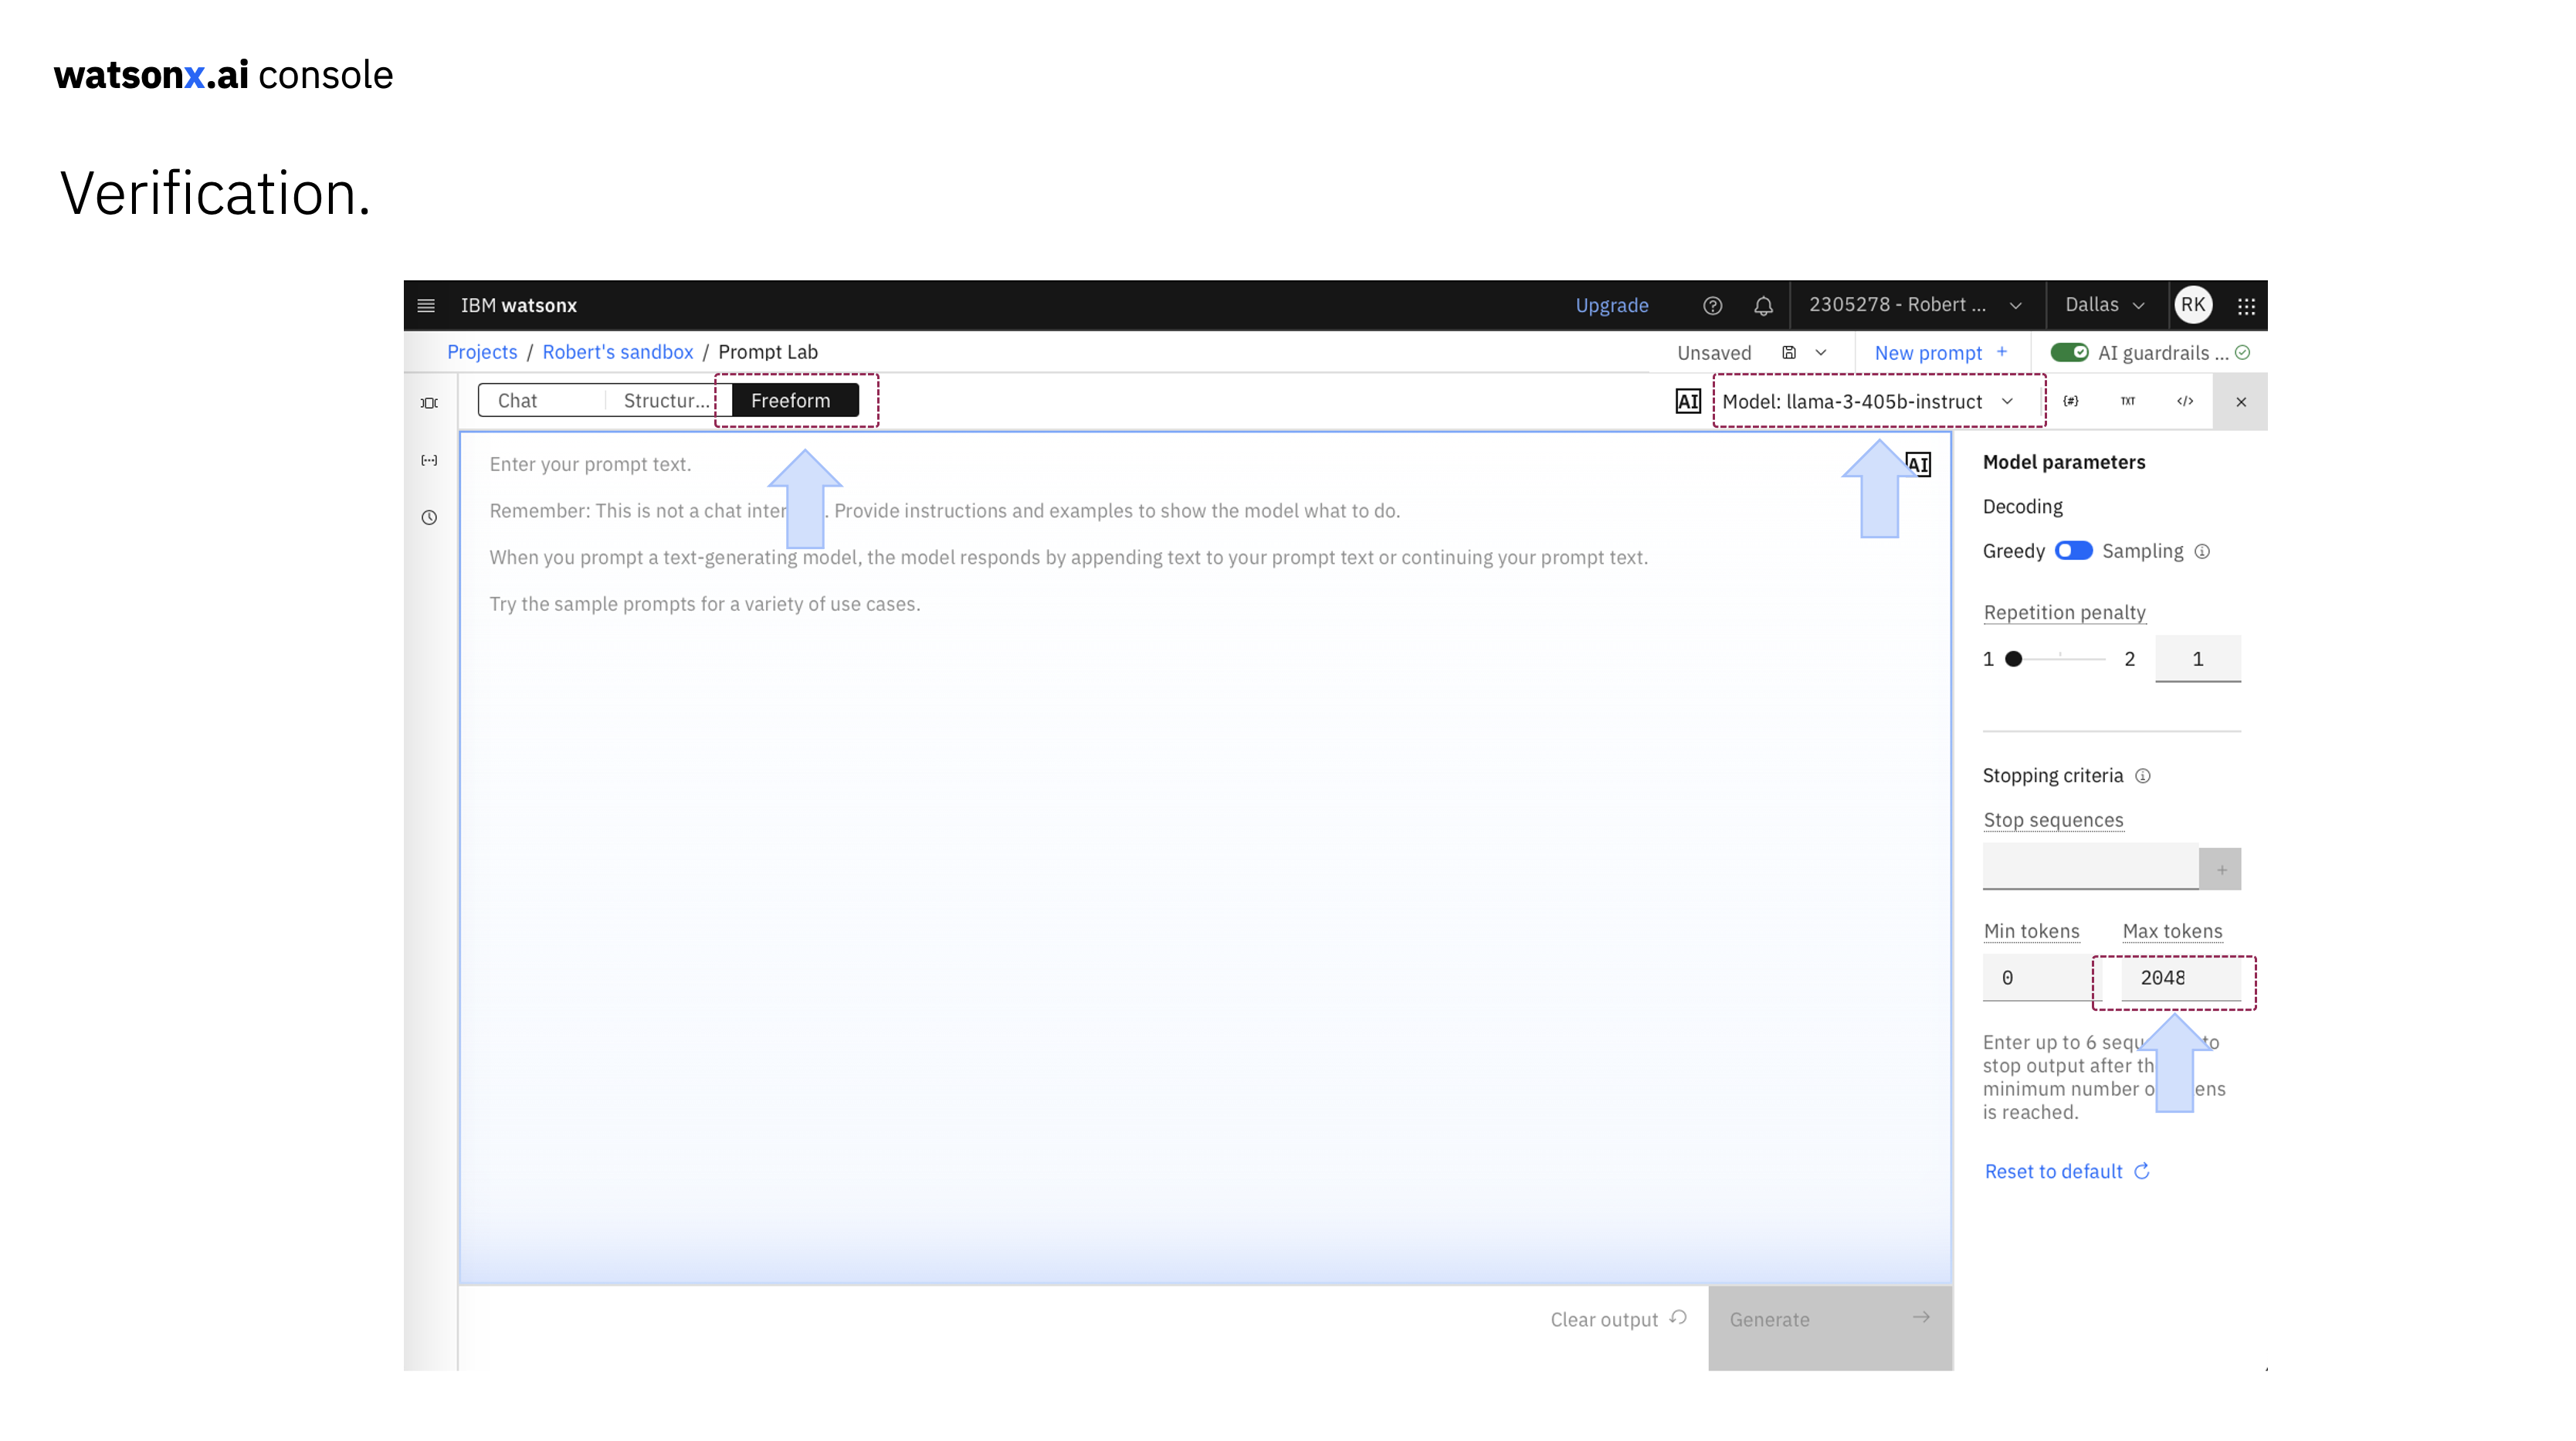 watsonx.ai console
Verification.
IBM watsonx
Upgrade
2305278 - Robert ...
Dallas
RK
Projects / Robert's sandbox / Prompt Lab
Unsaved
New prompt +
AI guardrails ...
Chat
Structur...
Freeform
AI
Model: llama-3-405b-instruct
{#}
TXT
</>
Enter your prompt text.
AI
Remember: This is not a chat inter . Provide instructions and examples to show the model what to do.
When you prompt a text-generating model, the model responds by appending text to your prompt text or continuing your prompt text.
Try the sample prompts for a variety of use cases.
Model parameters
Decoding
Greedy
Sampling
Repetition penalty
1
2
1
Stopping criteria
Stop sequences
+
Min tokens
Max tokens
0
2048
Enter up to 6 sequ to
stop output after th
minimum number o ens
is reached.
Reset to default
Clear output
Generate